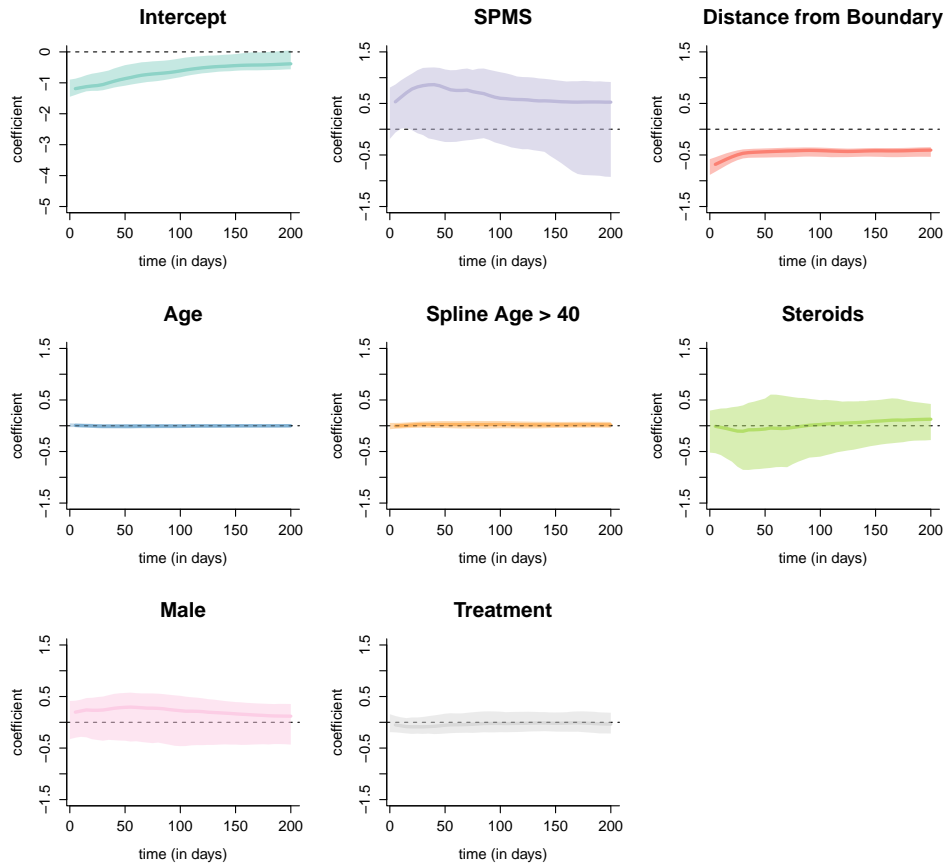 Intercept
SPMS
Distance from Boundary
coefficient
0
−1
−2
−3
−4
−5
0 50 100 150 200
time (in days)
coefficient
1.5
0.5
−0.5
−1.5
0 50 100 150 200
time (in days)
coefficient
1.5
0.5
−0.5
−1.5
0 50 100 150 200
time (in days)
Age
Spline Age > 40
Steroids
coefficient
1.5
0.5
−0.5
−1.5
0 50 100 150 200
time (in days)
coefficient
1.5
0.5
−0.5
−1.5
0 50 100 150 200
time (in days)
coefficient
1.5
0.5
−0.5
−1.5
0 50 100 150 200
time (in days)
Male
Treatment
coefficient
1.5
0.5
−0.5
−1.5
0 50 100 150 200
time (in days)
coefficient
1.5
0.5
−0.5
−1.5
0 50 100 150 200
time (in days)